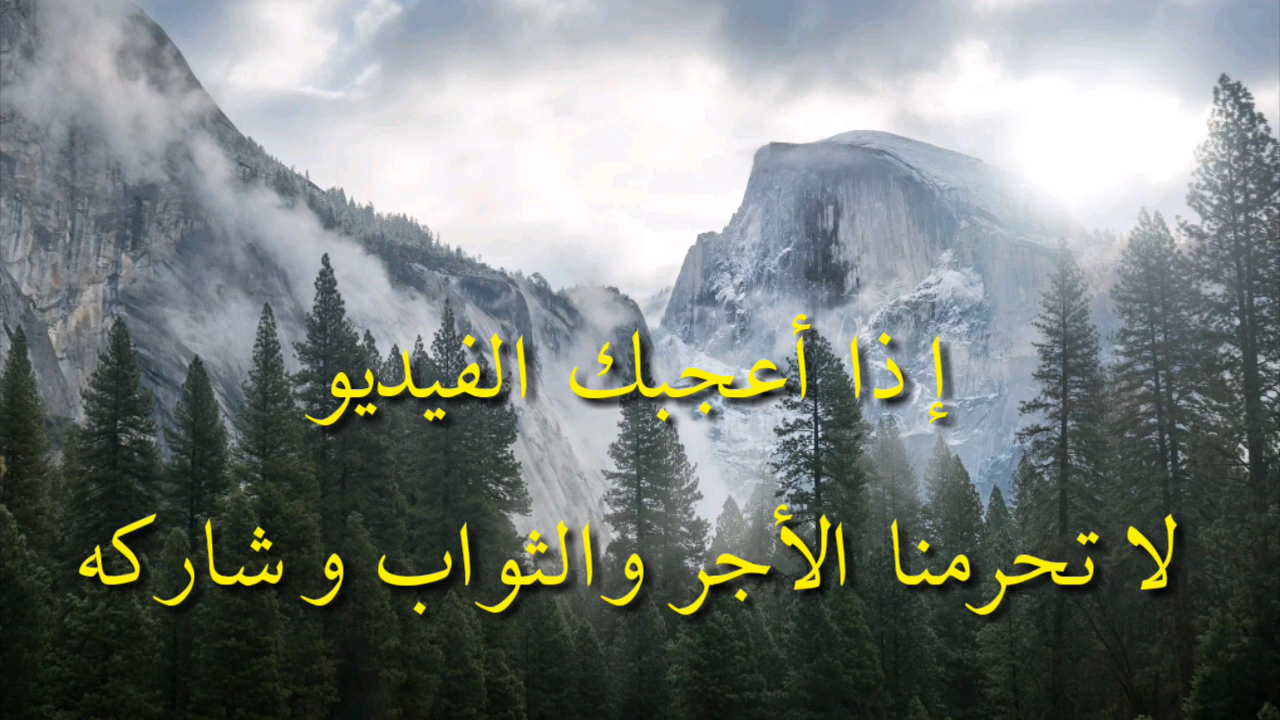 إذا أعجبك الفيديو
لا تحرمنا الأجر والثواب و شاركه